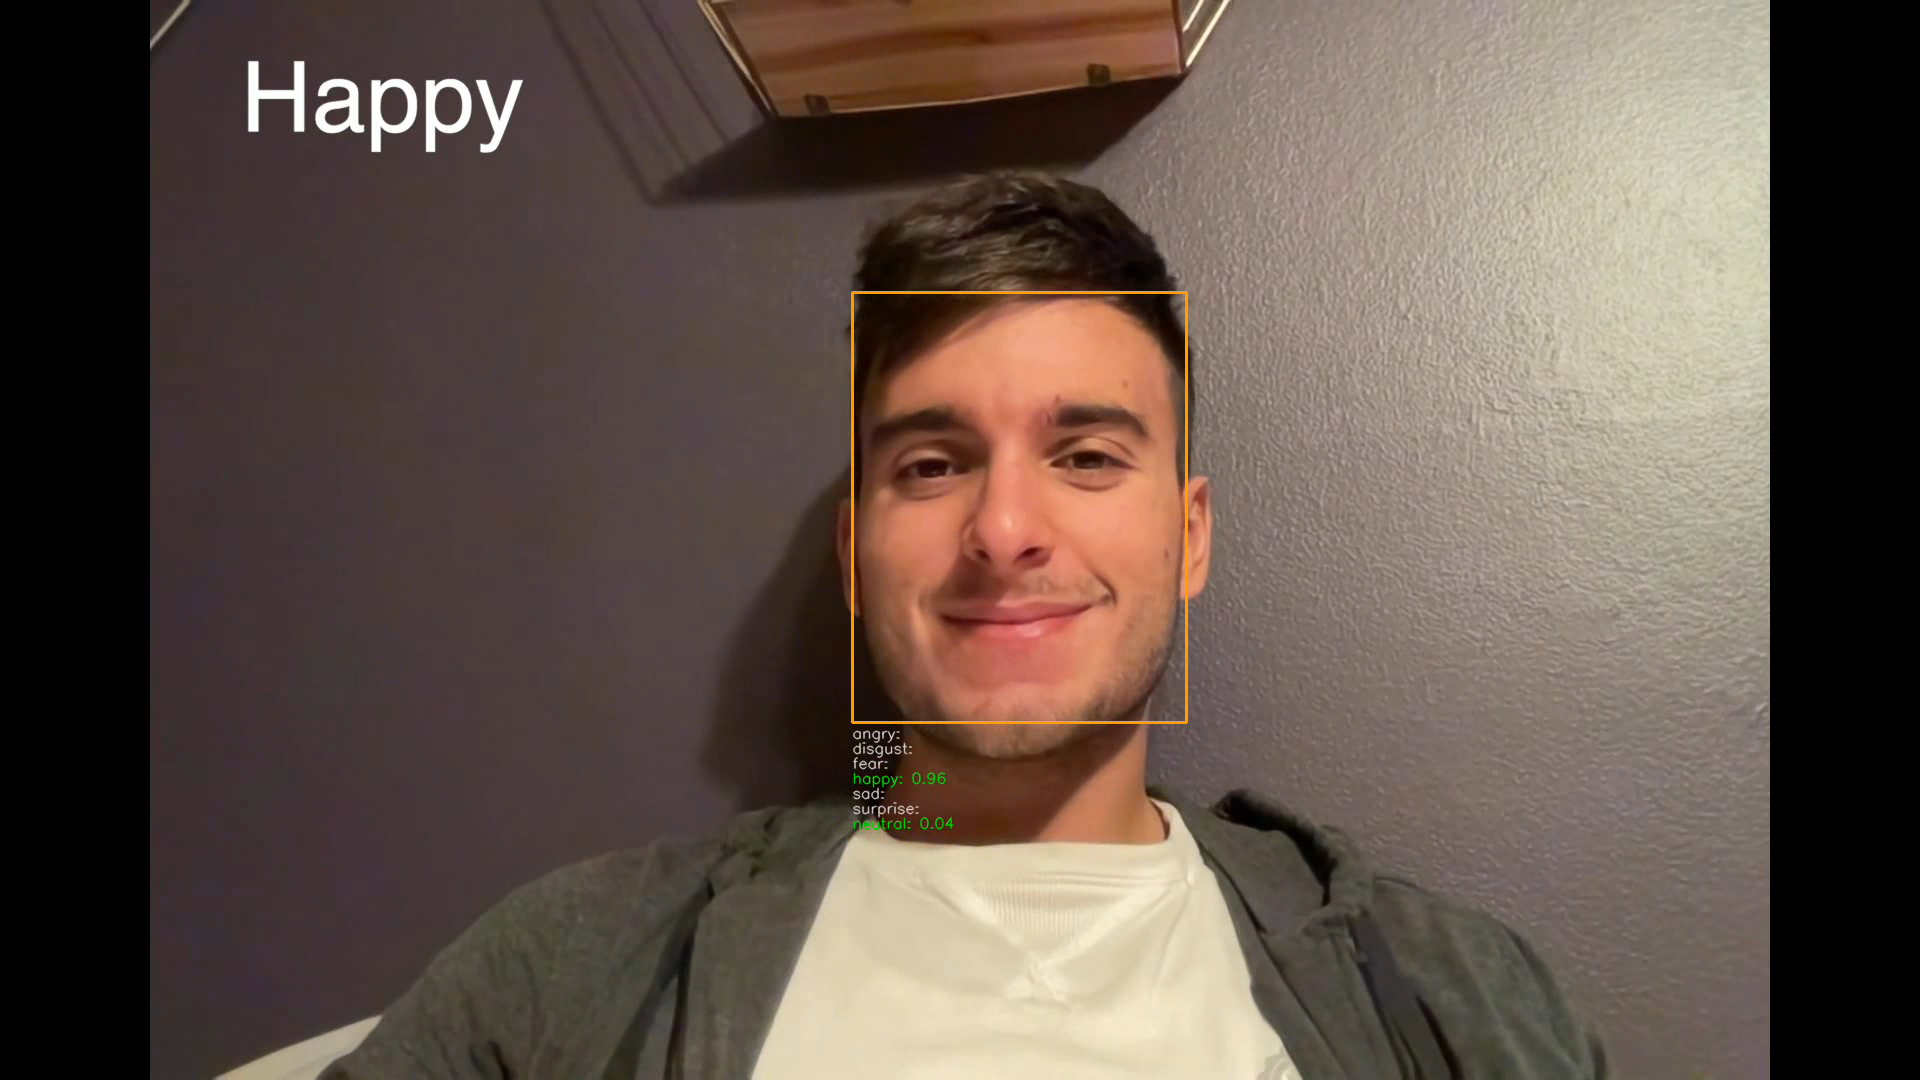 Happy
angry:
disgust:
fear:
happy: 0.96
sad:
surprise:
neutral: 0.04